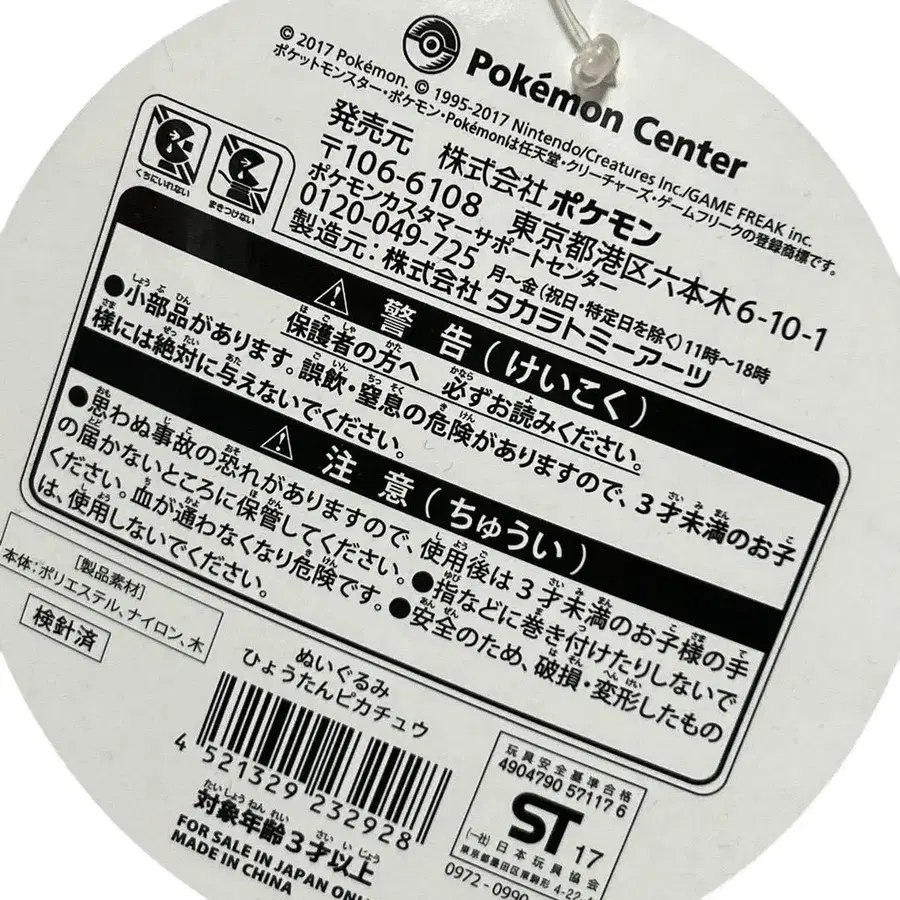 Pokémon Center
© 2017 Pokémon. © 1995-2017 Nintendo/Creatures Inc./GAME FREAK inc.
ポケットモンスター・ポケモン・Pokémonは任天堂・クリーチャーズ・ゲームフリークの登録商標です。
発売元 株式会社 ポケモン
〒106-6108 東京都港区六本木6-10-1
ポケモンカスタマーサポートセンター
0120-049-725 月～金（祝日・特定日を除く）11時～18時
製造元：株式会社 タカラトミーアーツ
くちにいれない
まきつけない
警告（けいこく）
保護者の方へ 必ずお読みください。
●小部品があります。誤飲・窒息の危険がありますので、3才未満のお子
様には絶対に与えないでください。
注意（ちゅうい）
●思わぬ事故の恐れがありますので、使用後は3才未満のお子様の手
の届かないところに保管してください。●指などに巻き付けたりしないで
ください。血が通わなくなり危険です。●安全のため、破損・変形したもの
は、使用しないでください。
［製品素材］
本体：ポリエステル、ナイロン、木
検針済
ぬいぐるみ
ひょうたんピカチュウ
4 521329 232928
対象年齢3才以上
FOR SALE IN JAPAN ONLY
MADE IN CHINA
玩具安全基準合格
4904790 57117 6
ST 17
（一社）日本玩具協会
東京都墨田区東駒形 4-22-4
0972-0990